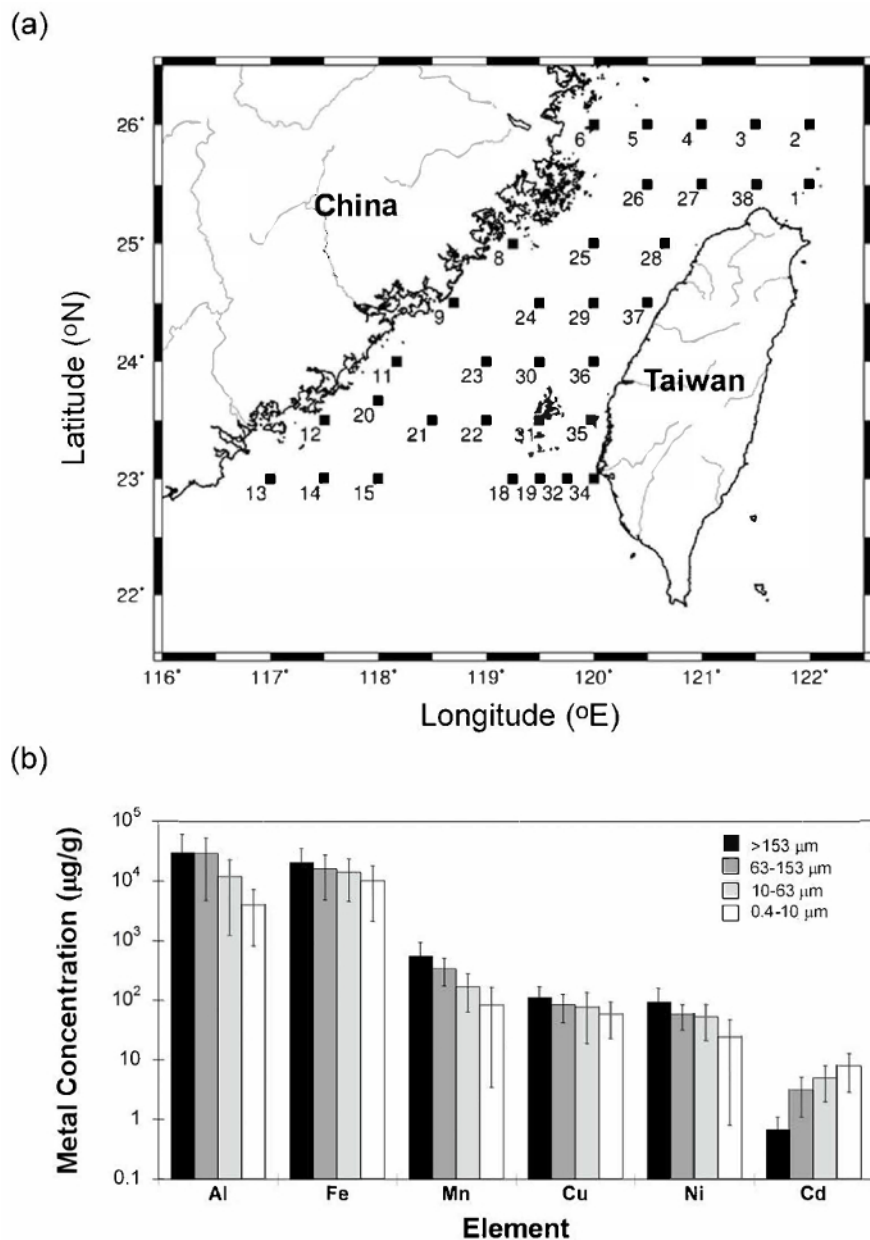 (a)
26°
6 5 4 3 2
China
26 27 38 1
25°
8 25 28
Latitude (°N)
9 24 29 37
24°
11 23 30 36
Taiwan
20
12 21 22 31 35
23°
13 14 15 18 19 32 34
22°
116° 117° 118° 119° 120° 121° 122°
Longitude (°E)
(b)
Metal Concentration (µg/g)
10⁵
>153 µm
63-153 µm
10⁴
10-63 µm
0.4-10 µm
10³
10²
10
1
0.1
Al Fe Mn Cu Ni Cd
Element